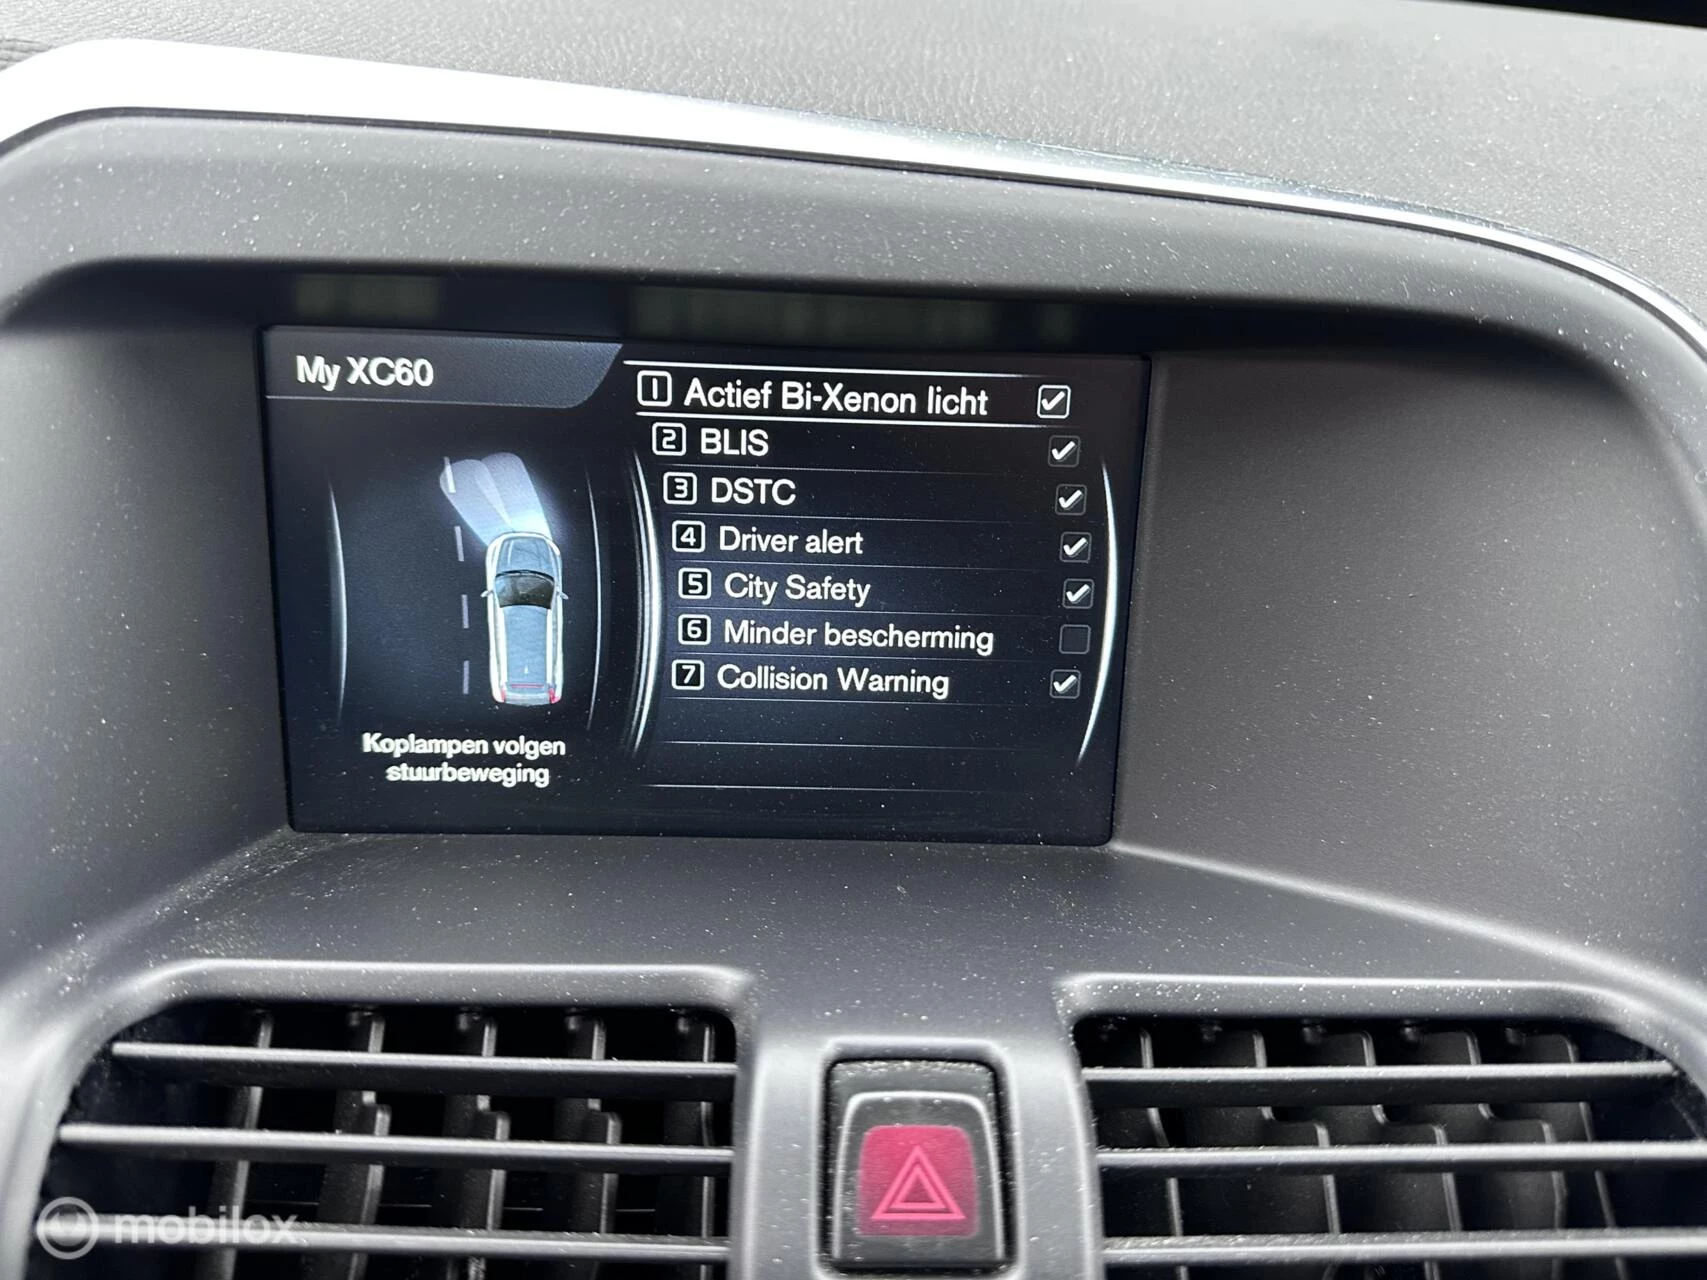 My XC60
1 Actief Bi-Xenon licht
2 BLIS
3 DSTC
4 Driver alert
5 City Safety
6 Minder bescherming
7 Collision Warning
Koplampen volgen
stuurbeweging
mobilox